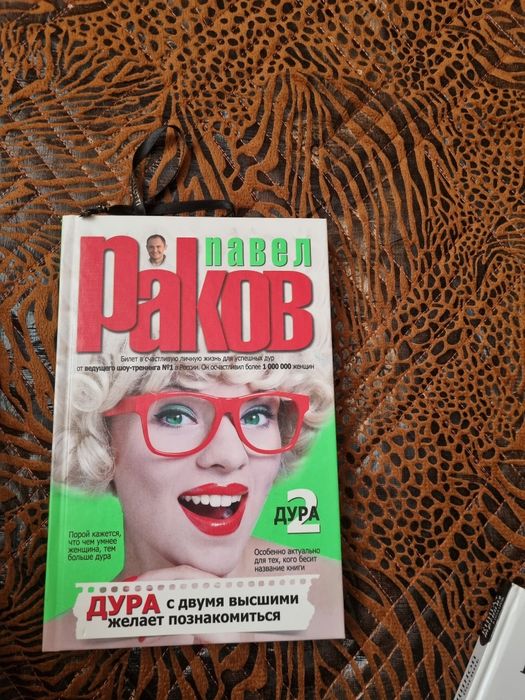 павел
Раков
Билет в счастливую личную жизнь для успешных дур
от ведущего шоу-тренинга №1 в России. Он осчастливил более 1 000 000 женщин
2
ДУРА
Порой кажется,
что чем умнее
женщина, тем
больше дура
Особенно актуально
для тех, кого бесит
название книги
ДУРА с двумя высшими
желает познакомиться